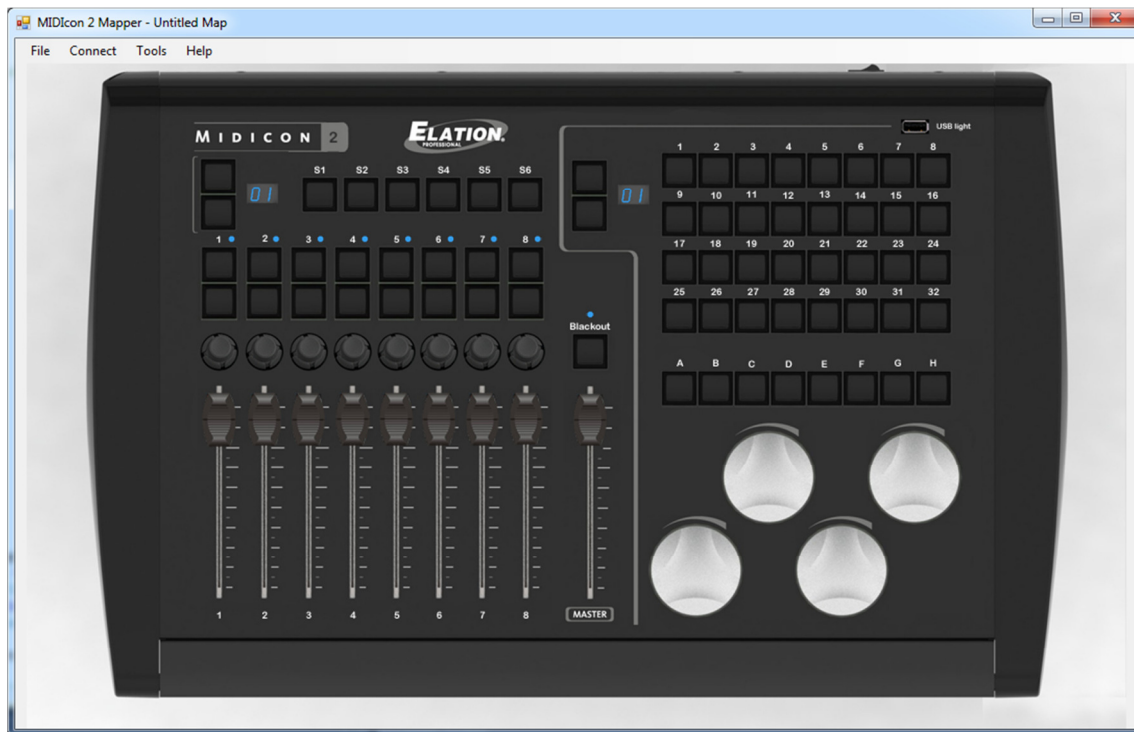 MIDIcon 2 Mapper - Untitled Map
File Connect Tools Help
MIDICON 2
ELATION®
PROFESSIONAL
USB light
01
S1 S2 S3 S4 S5 S6
01
1 2 3 4 5 6 7 8
9 10 11 12 13 14 15 16
17 18 19 20 21 22 23 24
25 26 27 28 29 30 31 32
1 2 3 4 5 6 7 8
Blackout
A B C D E F G H
1 2 3 4 5 6 7 8
MASTER